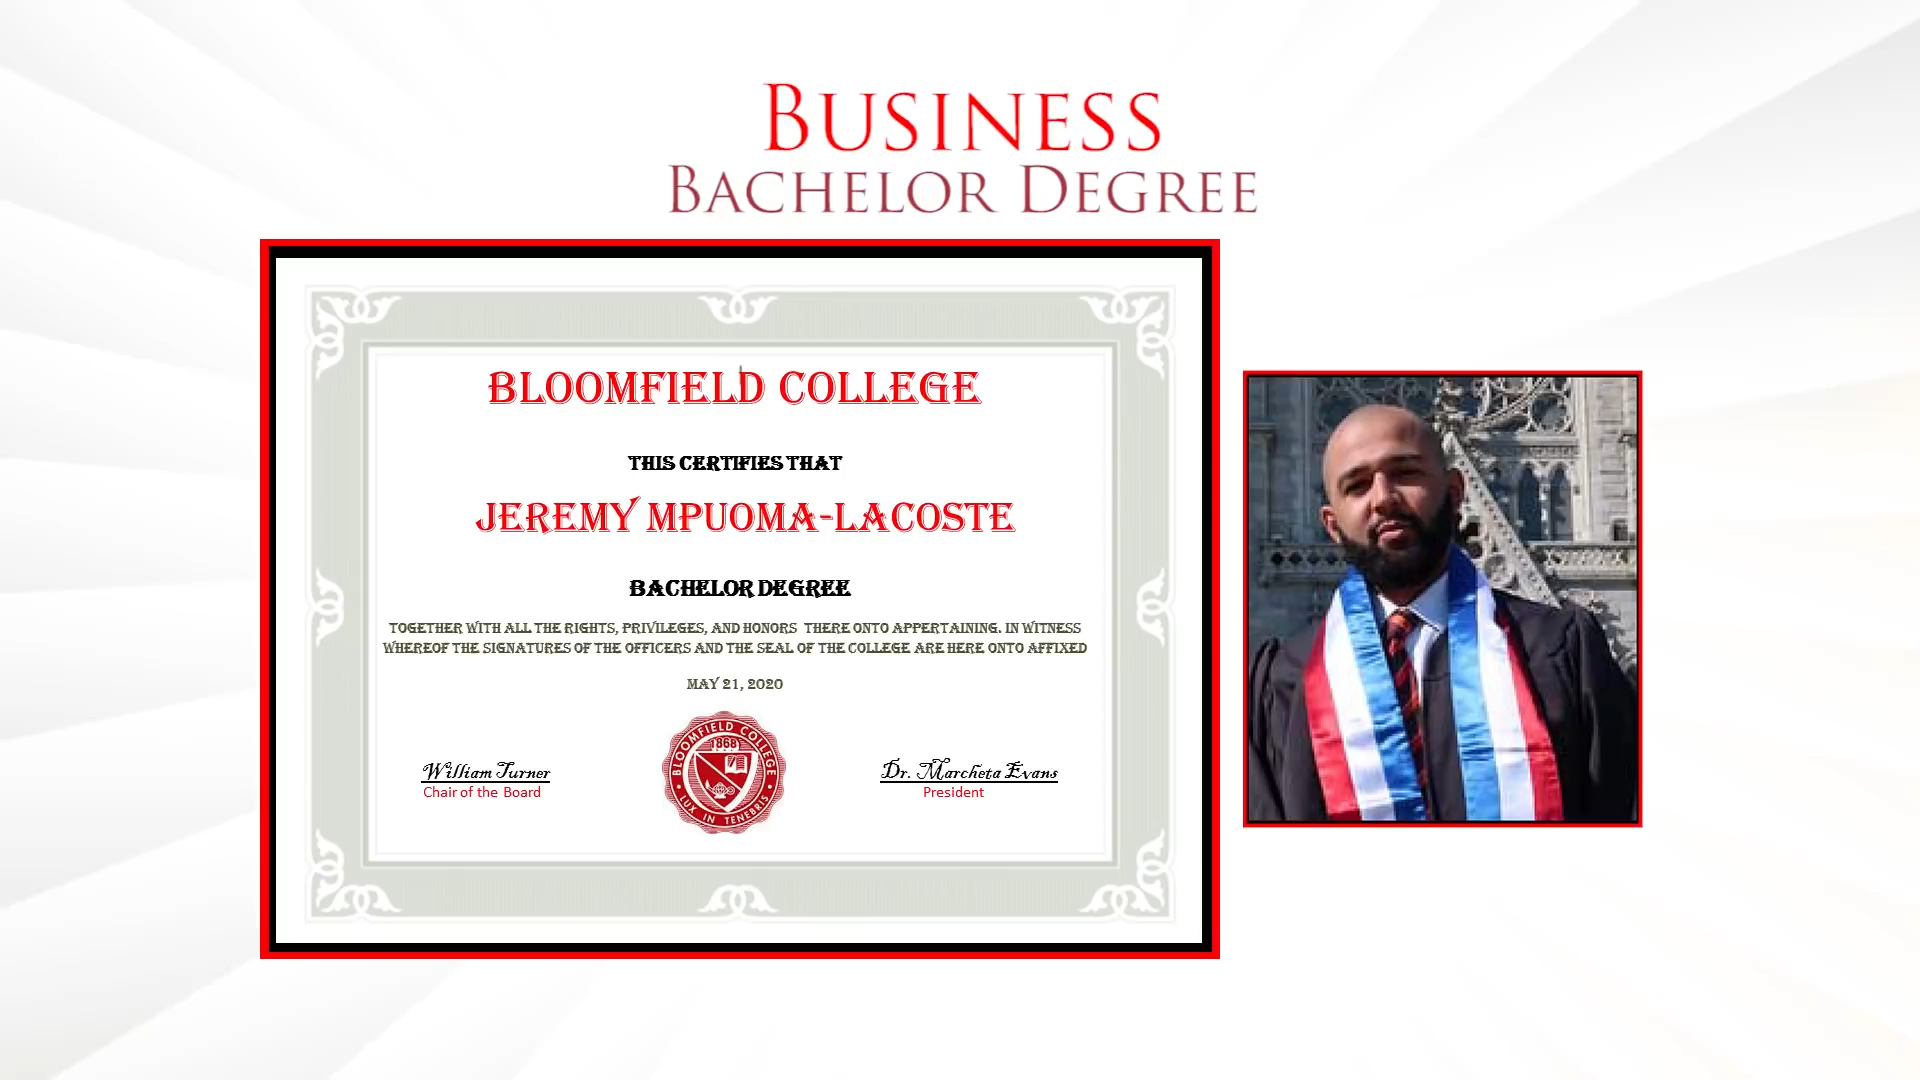 BUSINESS
BACHELOR DEGREE
BLOOMFIELD COLLEGE
THIS CERTIFIES THAT
JEREMY MPUOMA-LACOSTE
BACHELOR DEGREE
TOGETHER WITH ALL THE RIGHTS, PRIVILEGES, AND HONORS THERE ONTO APPERTAINING. IN WITNESS
WHEREOF THE SIGNATURES OF THE OFFICERS AND THE SEAL OF THE COLLEGE ARE HERE ONTO AFFIXED
MAY 21, 2020
BLOOMFIELD COLLEGE
1868
LUX IN TENEBRIS
William Turner
Chair of the Board
Dr. Marcheta Evans
President